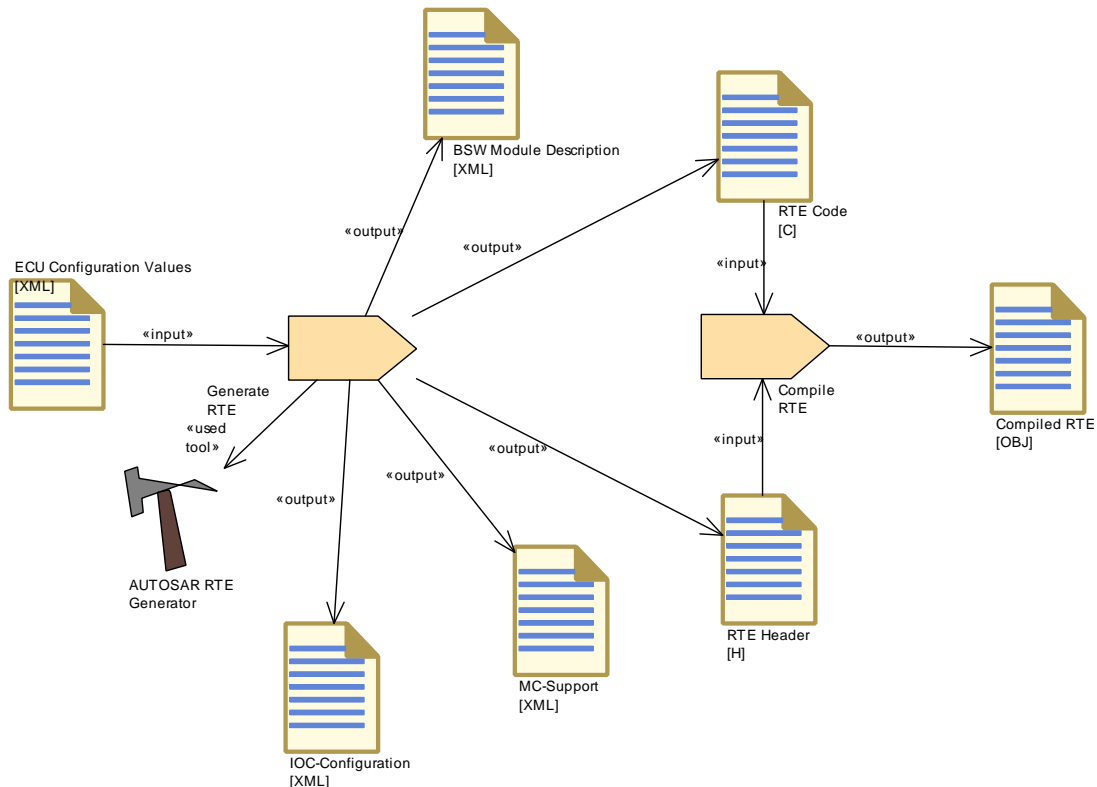 BSW Module Description
[XML]
RTE Code
[C]
«output»
«output»
«input»
ECU Configuration Values
[XML]
«input»
«output»
Generate
RTE
«used
tool»
Compile
RTE
Compiled RTE
[OBJ]
«input»
«output»
«output»
«output»
AUTOSAR RTE
Generator
RTE Header
[H]
MC-Support
[XML]
IOC-Configuration
[XML]